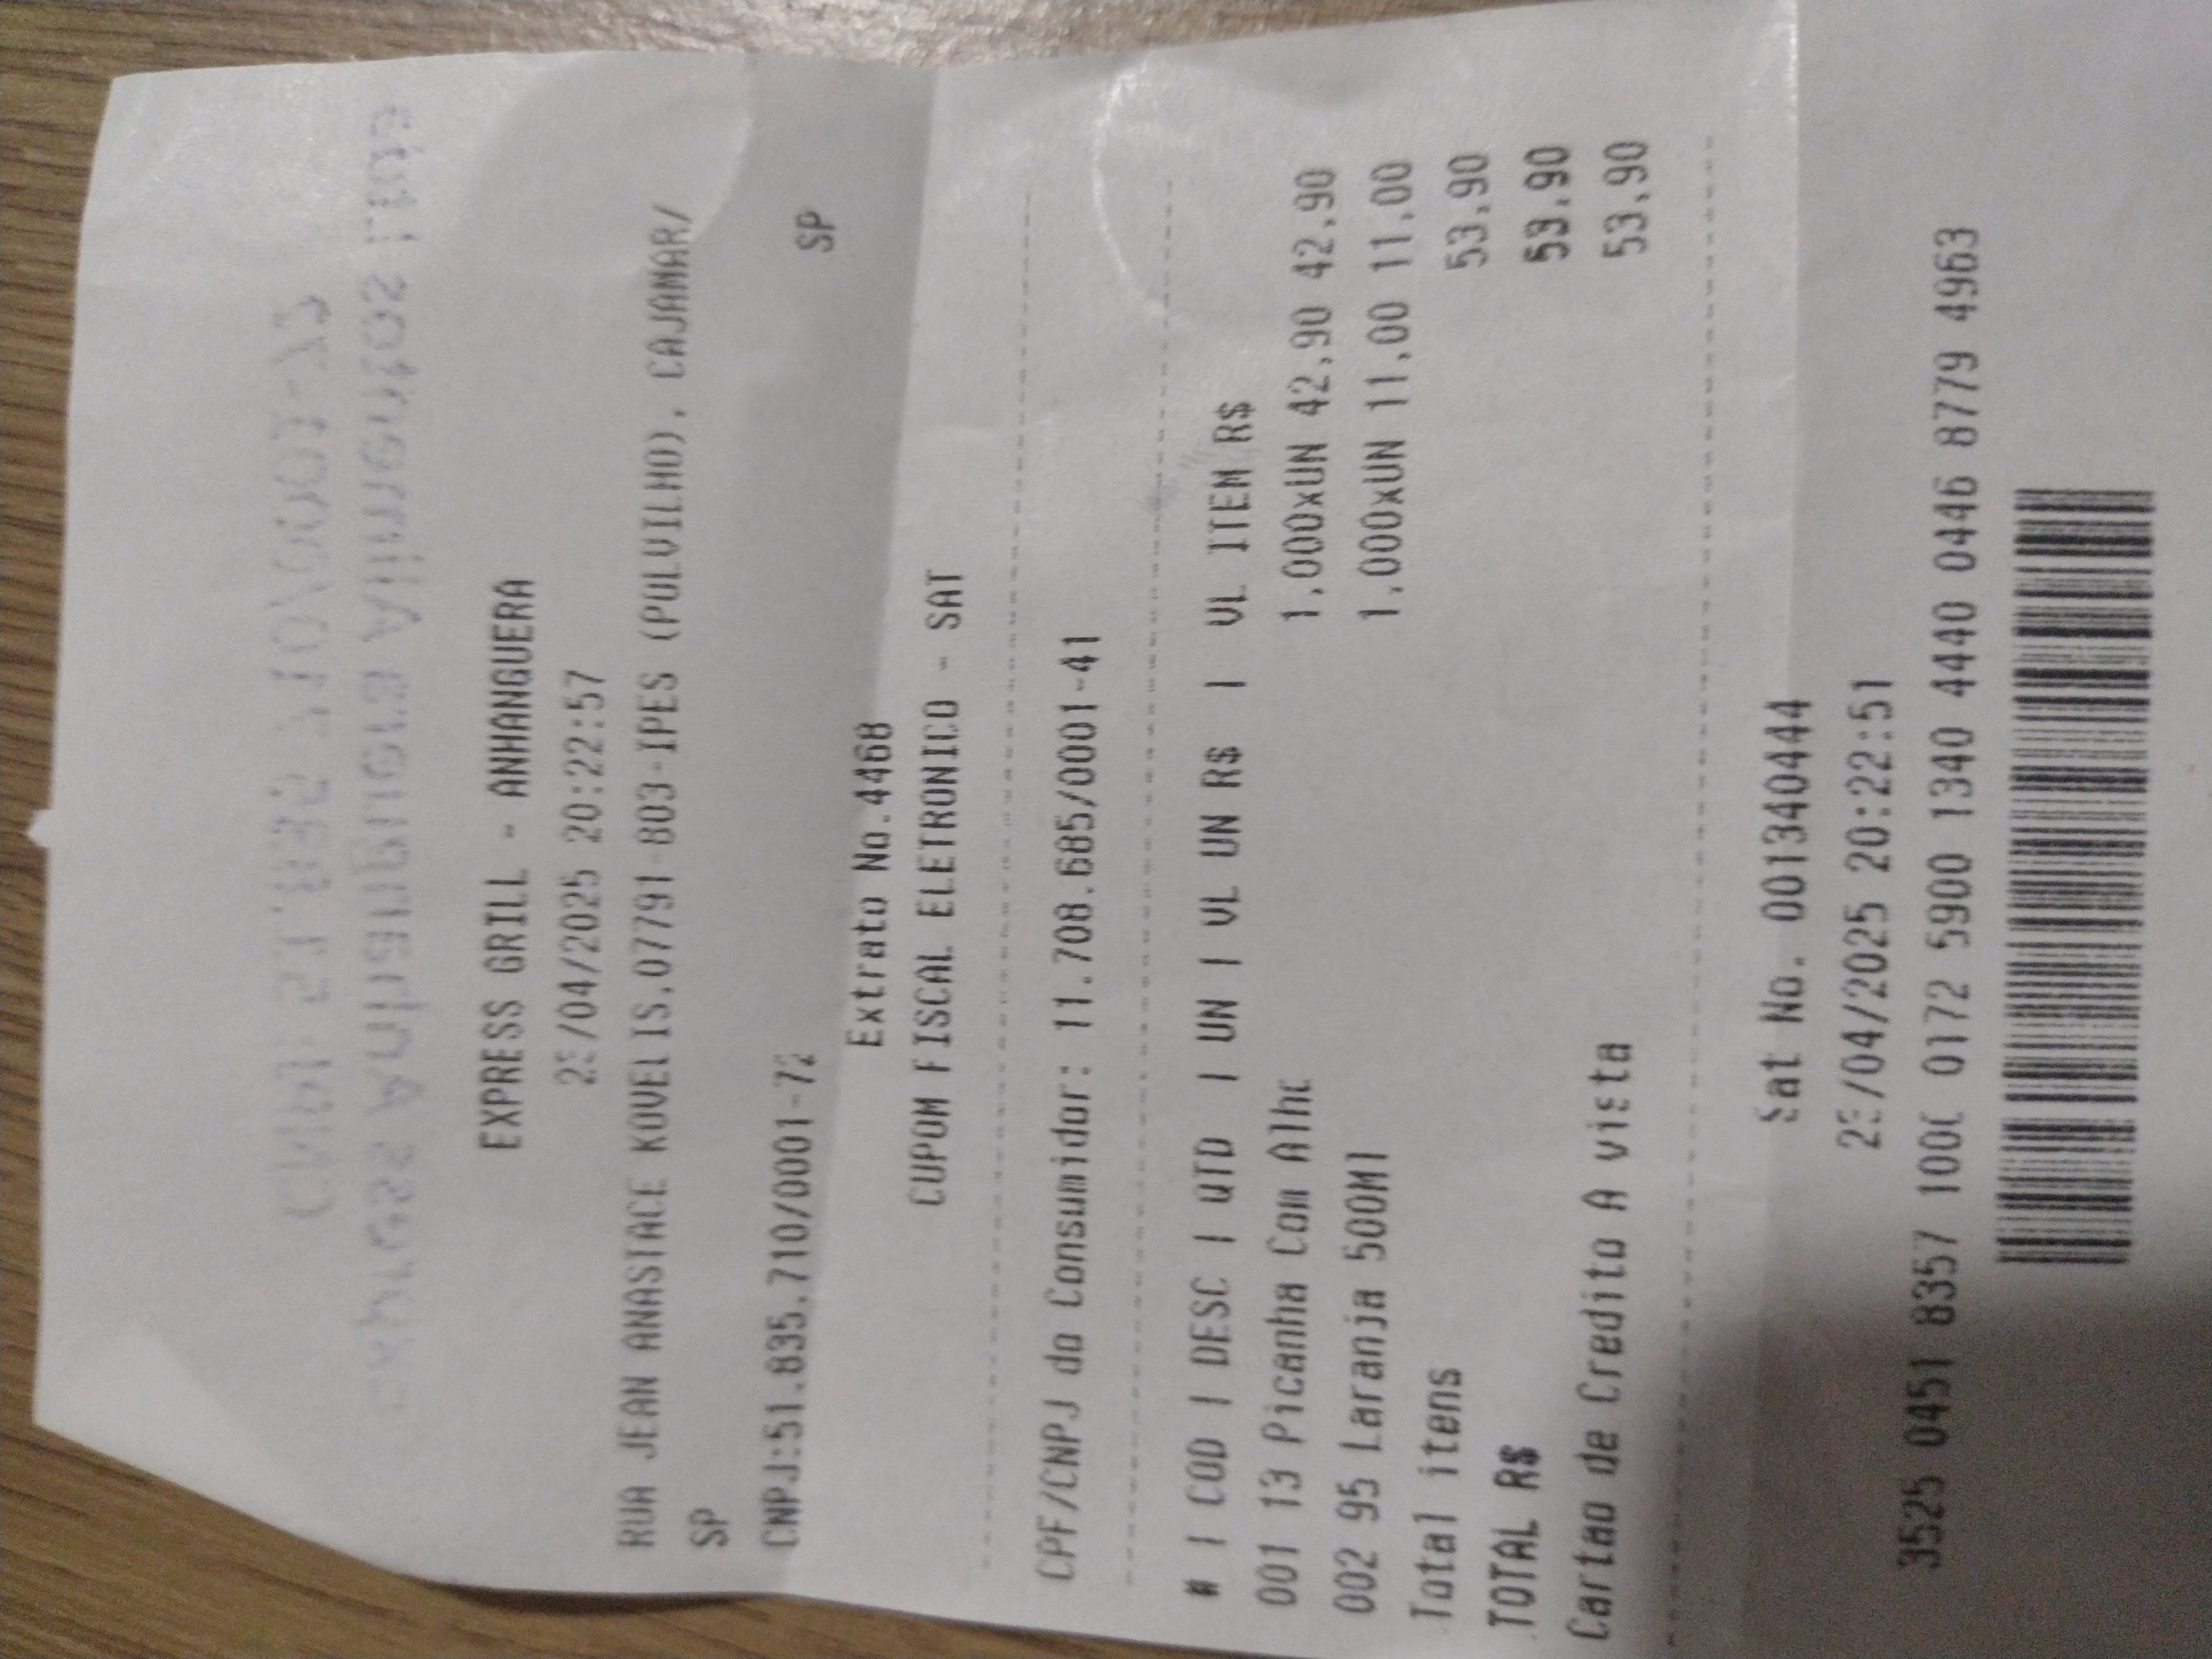 EXPRESS GRILL - ANHANGUERA
/04/2025 20:22:57
RUA JEAN ANASTACE KOVELIS,07791-803-IPES (POLVILHO), CAJAMAR/
SP SP
CNPJ:51.835.710/0001-72
Extrato No.4468
CUPOM FISCAL ELETRONICO - SAT
CPF/CNPJ do Consumidor: 11.708.685/0001-41
# | COD | DESC | QTD | UN | VL UN R$ | VL ITEM R$
001 13 Picanha Com Alho 1,000xUN 42,90 42,90
002 95 Laranja 500Ml 1,000xUN 11,00 11,00
Total itens 53,90
TOTAL R$ 53,90
Cartao de Credito A vista 53,90
Sat No. 001340444
/04/2025 20:22:51
3525 0451 8357 1000 0172 5900 1340 4440 0446 8779 4963